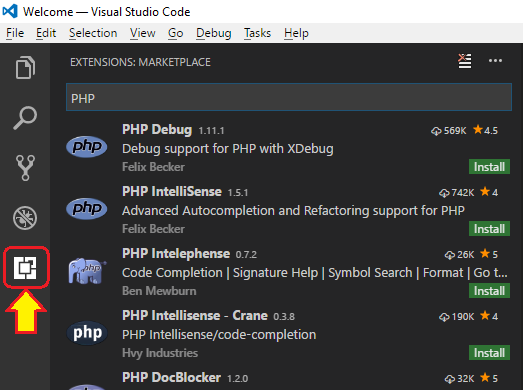 Welcome — Visual Studio Code
File Edit Selection View Go Debug Tasks Help
EXTENSIONS: MARKETPLACE
PHP
php
PHP Debug 1.11.1 569K 4.5
Debug support for PHP with XDebug
Felix Becker Install
php
PHP IntelliSense 1.5.1 742K 4
Advanced Autocompletion and Refactoring support for PHP
Felix Becker Install
php
PHP Intelephense 0.7.2 26K 5
Code Completion | Signature Help | Symbol Search | Format | Go t...
Ben Mewburn Install
php
PHP Intellisense - Crane 0.3.8 190K 4
PHP Intellisense/code-completion
Hvy Industries Install
PHP DocBlocker 1.2.0 32K 5